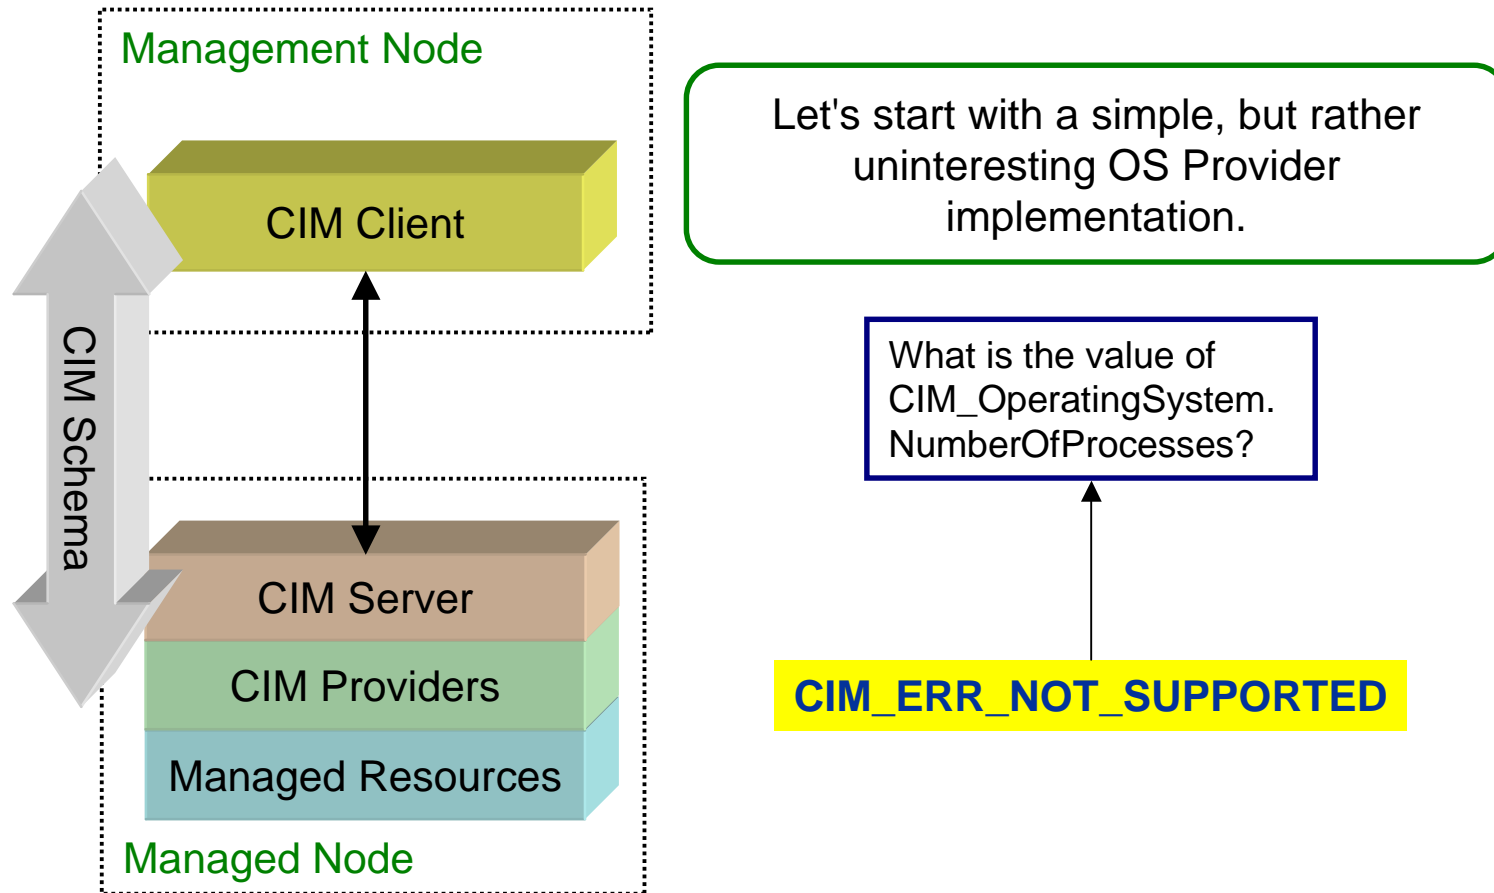 Management Node
CIM Client
CIM Schema
CIM Server
CIM Providers
Managed Resources
Managed Node
Let's start with a simple, but rather
uninteresting OS Provider
implementation.
What is the value of
CIM_OperatingSystem.
NumberOfProcesses?
CIM_ERR_NOT_SUPPORTED